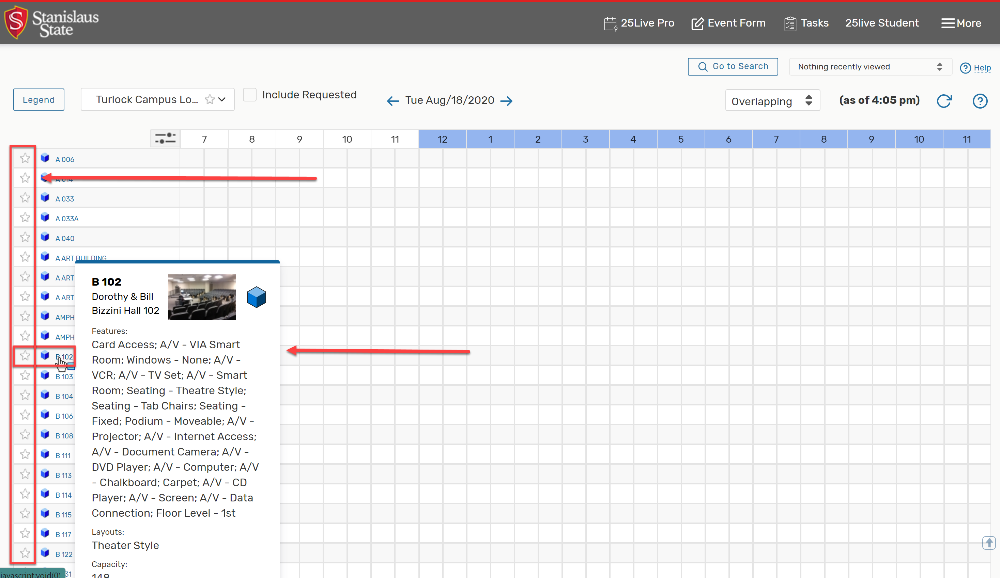 Stanislaus
State
25Live Pro
Event Form
Tasks
25live Student
More
Go to Search
Nothing recently viewed
Help
Legend
Turlock Campus Lo...
Include Requested
Tue Aug/18/2020
Overlapping
(as of 4:05 pm)
7 8 9 10 11 12 1 2 3 4 5 6 7 8 9 10 11
A 006
A 014
A 033
A 033A
A 040
A ART BUILDING
A ART
A ART
AMPH
AMPH
B 102
B 103
B 104
B 106
B 108
B 111
B 113
B 114
B 115
B 117
B 122
31
B 102
Dorothy & Bill
Bizzini Hall 102
Features:
Card Access; A/V - VIA Smart
Room; Windows - None; A/V -
VCR; A/V - TV Set; A/V - Smart
Room; Seating - Theatre Style;
Seating - Tab Chairs; Seating -
Fixed; Podium - Moveable; A/V -
Projector; A/V - Internet Access;
A/V - Document Camera; A/V -
DVD Player; A/V - Computer; A/V
- Chalkboard; Carpet; A/V - CD
Player; A/V - Screen; A/V - Data
Connection; Floor Level - 1st
Layouts:
Theater Style
Capacity:
148
javascript:void(0)